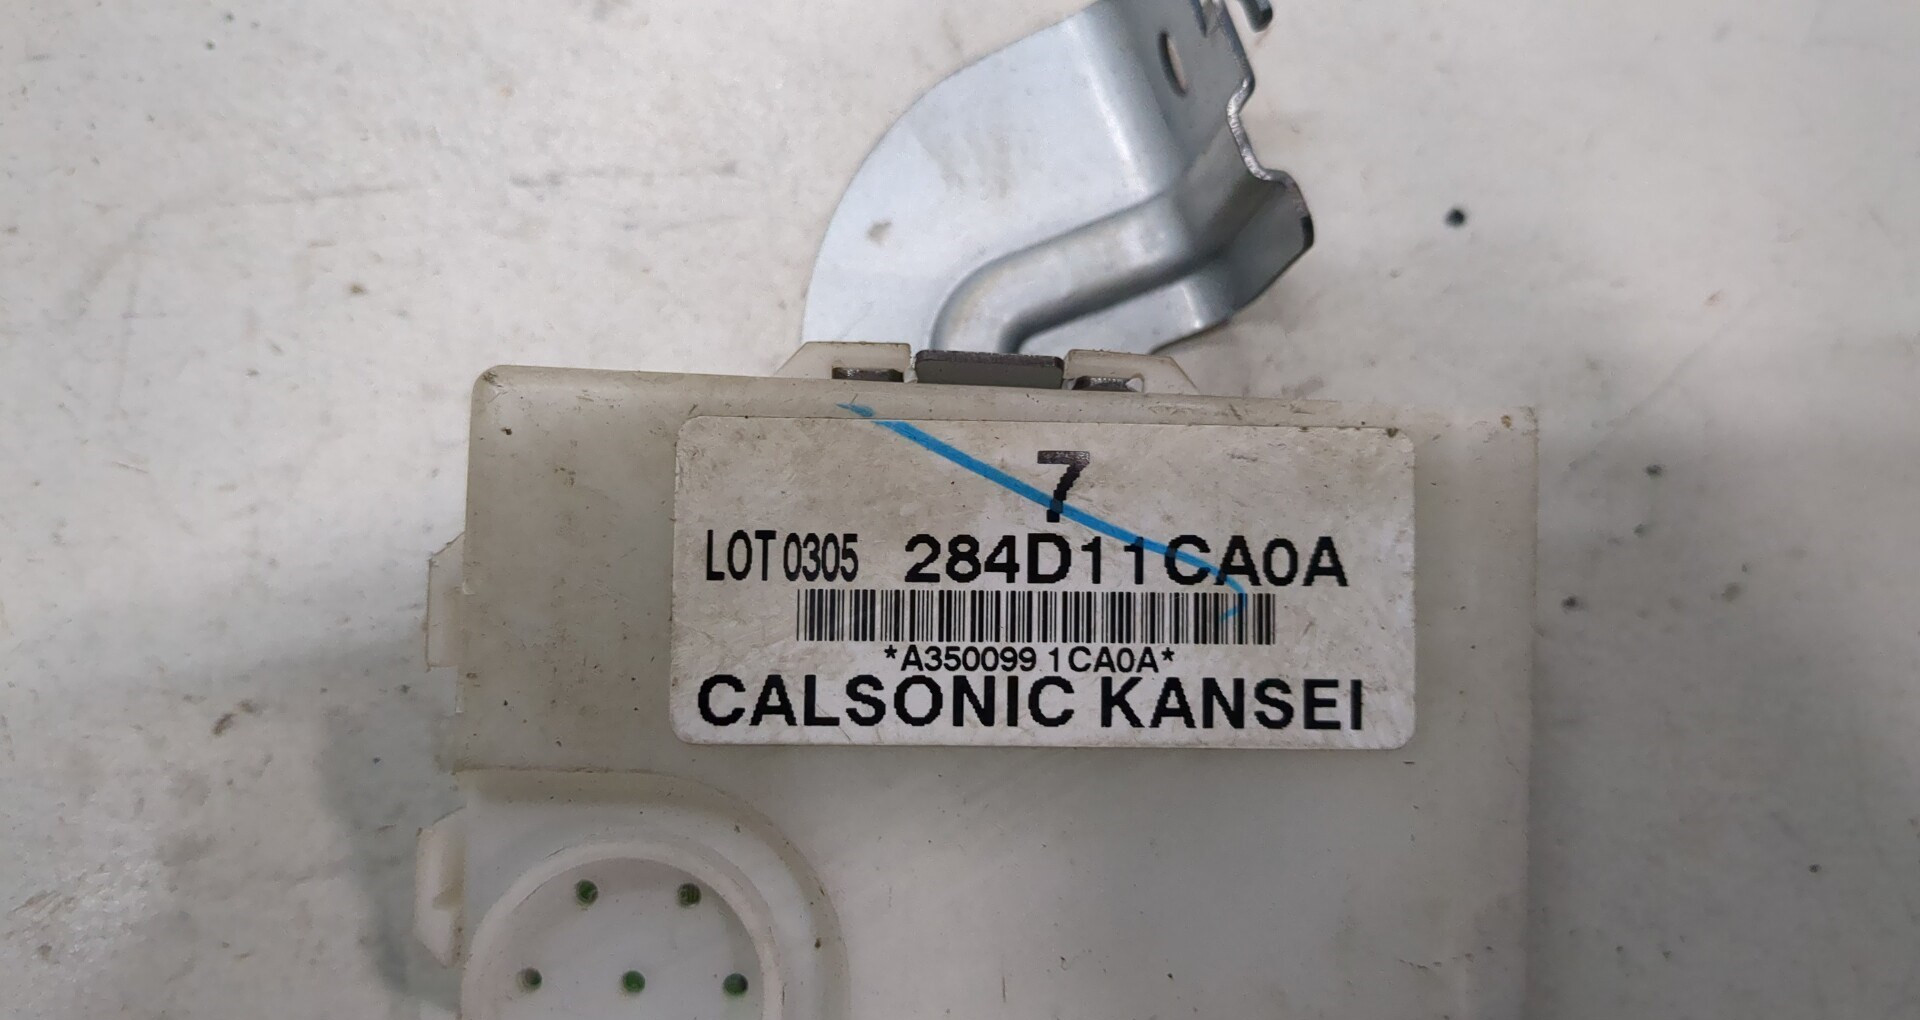 7
LOT 0305 284D11CA0A
*A350099 1CA0A*
CALSONIC KANSEI